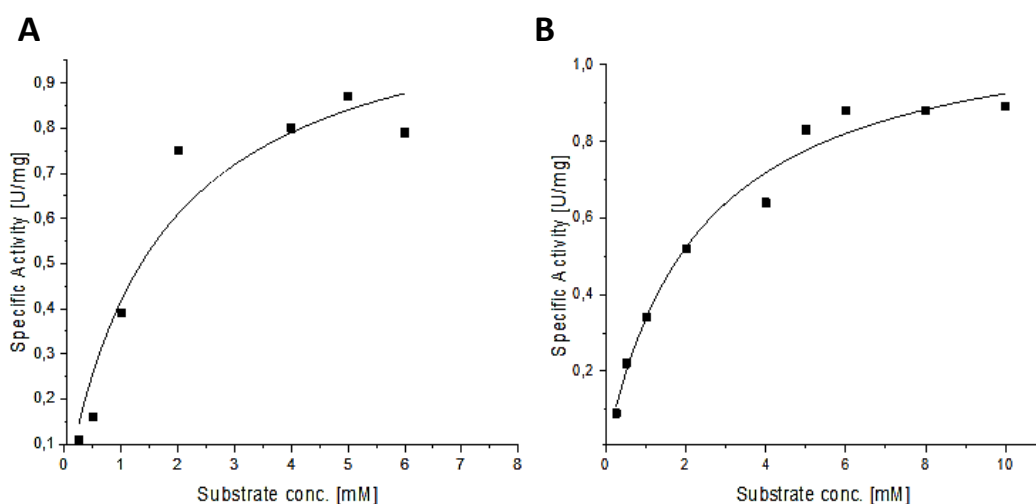 A
Specific Activity [U/mg]
0,9
0,8
0,7
0,6
0,5
0,4
0,3
0,2
0,1
0 1 2 3 4 5 6 7 8
Substrate conc. [mM]
B
Specific Activity [U/mg]
1,0
0,8
0,6
0,4
0,2
0 2 4 6 8 10
Substrate conc. [mM]